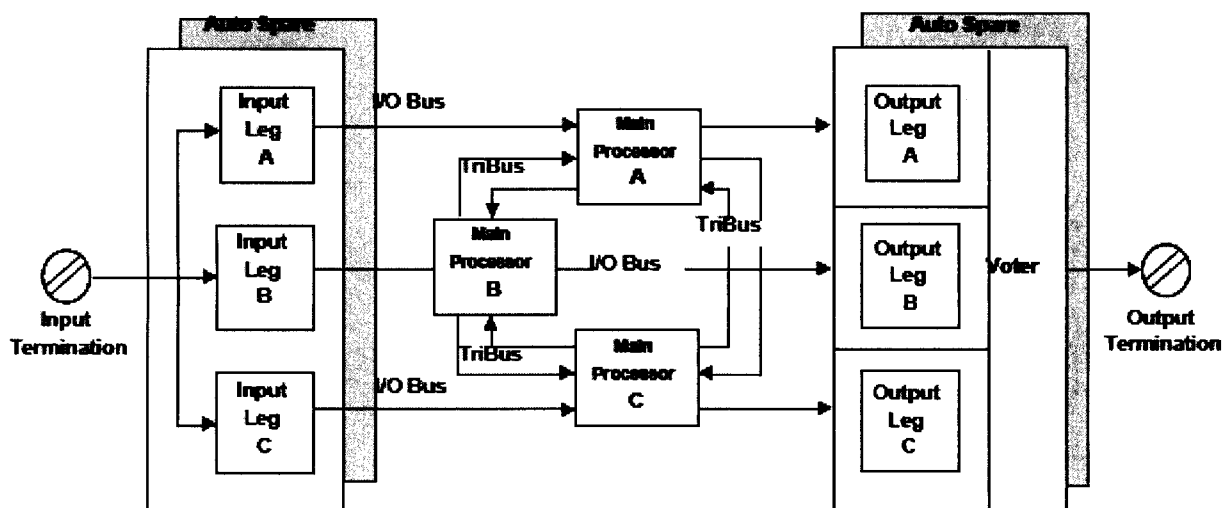 Auto Spare
Auto Spare
Input
Leg
A
I/O Bus
Main
Processor
A
Output
Leg
A
TriBus
TriBus
Input
Leg
B
Main
Processor
B
I/O Bus
Output
Leg
B
Voter
Input
Termination
Output
Termination
TriBus
Input
Leg
C
I/O Bus
Main
Processor
C
Output
Leg
C